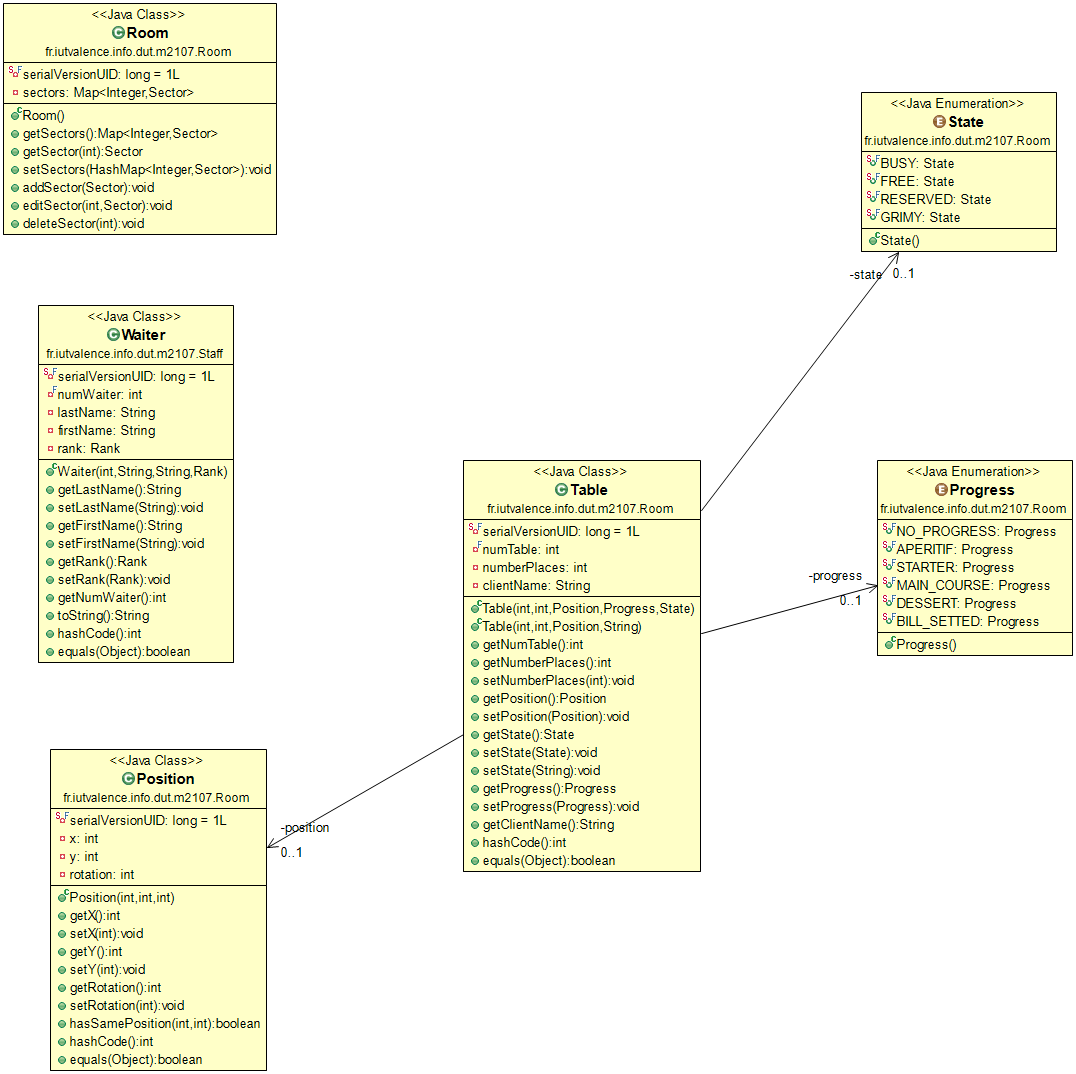 <<Java Class>>
Room
fr.iutvalence.info.dut.m2107.Room
serialVersionUID: long = 1L
sectors: Map<Integer,Sector>
Room()
getSectors():Map<Integer,Sector>
getSector(int):Sector
setSectors(HashMap<Integer,Sector>):void
addSector(Sector):void
editSector(int,Sector):void
deleteSector(int):void
<<Java Enumeration>>
State
fr.iutvalence.info.dut.m2107.Room
BUSY: State
FREE: State
RESERVED: State
GRIMY: State
State()
-state
0..1
<<Java Class>>
Waiter
fr.iutvalence.info.dut.m2107.Staff
serialVersionUID: long = 1L
numWaiter: int
lastName: String
firstName: String
rank: Rank
Waiter(int,String,String,Rank)
getLastName():String
setLastName(String):void
getFirstName():String
setFirstName(String):void
getRank():Rank
setRank(Rank):void
getNumWaiter():int
toString():String
hashCode():int
equals(Object):boolean
<<Java Class>>
Table
fr.iutvalence.info.dut.m2107.Room
serialVersionUID: long = 1L
numTable: int
numberPlaces: int
clientName: String
Table(int,int,Position,Progress,State)
Table(int,int,Position,String)
getNumTable():int
getNumberPlaces():int
setNumberPlaces(int):void
getPosition():Position
setPosition(Position):void
getState():State
setState(State):void
setState(String):void
getProgress():Progress
setProgress(Progress):void
getClientName():String
hashCode():int
equals(Object):boolean
<<Java Enumeration>>
Progress
fr.iutvalence.info.dut.m2107.Room
NO_PROGRESS: Progress
APERITIF: Progress
STARTER: Progress
MAIN_COURSE: Progress
DESSERT: Progress
BILL_SETTED: Progress
Progress()
-progress
0..1
<<Java Class>>
Position
fr.iutvalence.info.dut.m2107.Room
serialVersionUID: long = 1L
x: int
y: int
rotation: int
Position(int,int,int)
getX():int
setX(int):void
getY():int
setY(int):void
getRotation():int
setRotation(int):void
hasSamePosition(int,int):boolean
hashCode():int
equals(Object):boolean
-position
0..1